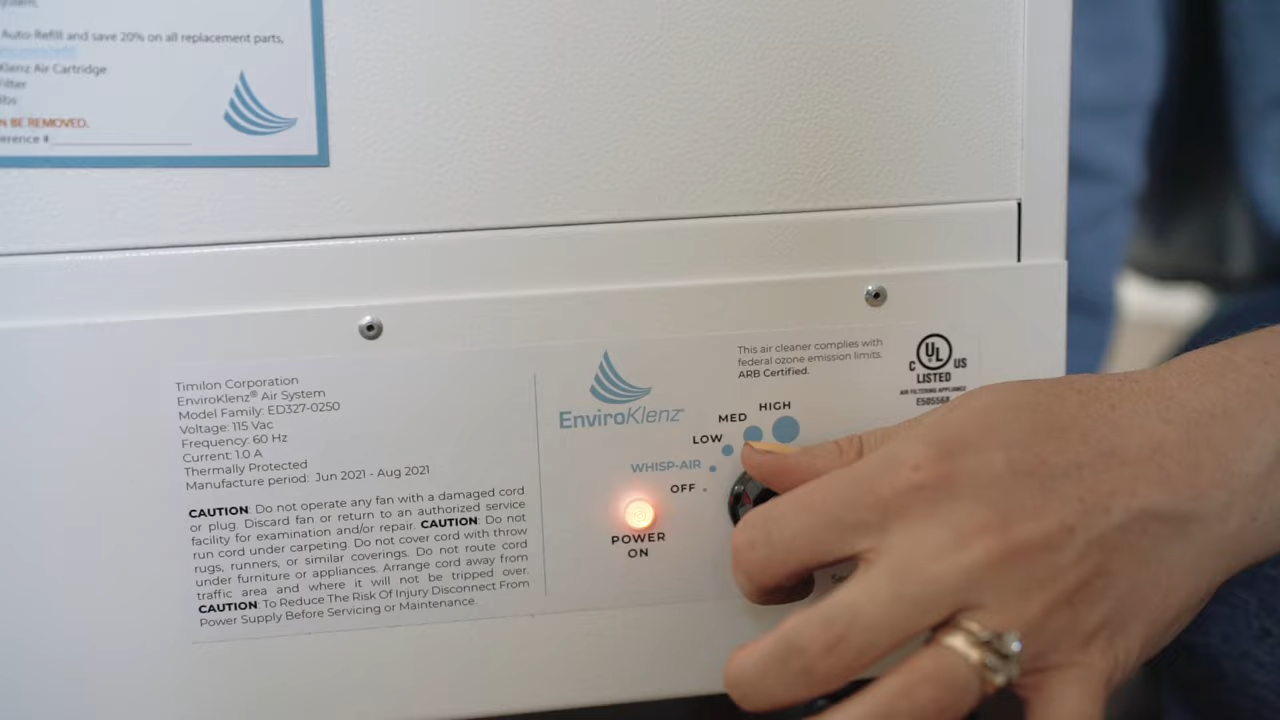 Auto-Refill and save 20% on all replacement parts,
Klenz Air Cartridge
Filter
N BE REMOVED.
erence #
Timilon Corporation
EnviroKlenz® Air System
Model Family: ED327-0250
Voltage: 115 Vac
Frequency: 60 Hz
Current: 1.0 A
Thermally Protected
Manufacture period: Jun 2021 - Aug 2021
CAUTION: Do not operate any fan with a damaged cord
or plug. Discard fan or return to an authorized service
facility for examination and/or repair. CAUTION: Do not
run cord under carpeting. Do not cover cord with throw
rugs, runners, or similar coverings. Do not route cord
under furniture or appliances. Arrange cord away from
traffic area and where it will not be tripped over.
CAUTION: To Reduce The Risk Of Injury Disconnect From
Power Supply Before Servicing or Maintenance.
EnviroKlenz™
This air cleaner complies with
federal ozone emission limits.
ARB Certified.
C UL US
LISTED
AIR FILTERING APPLIANCE
E505568
HIGH
MED
LOW
WHISP-AIR
OFF
POWER
ON